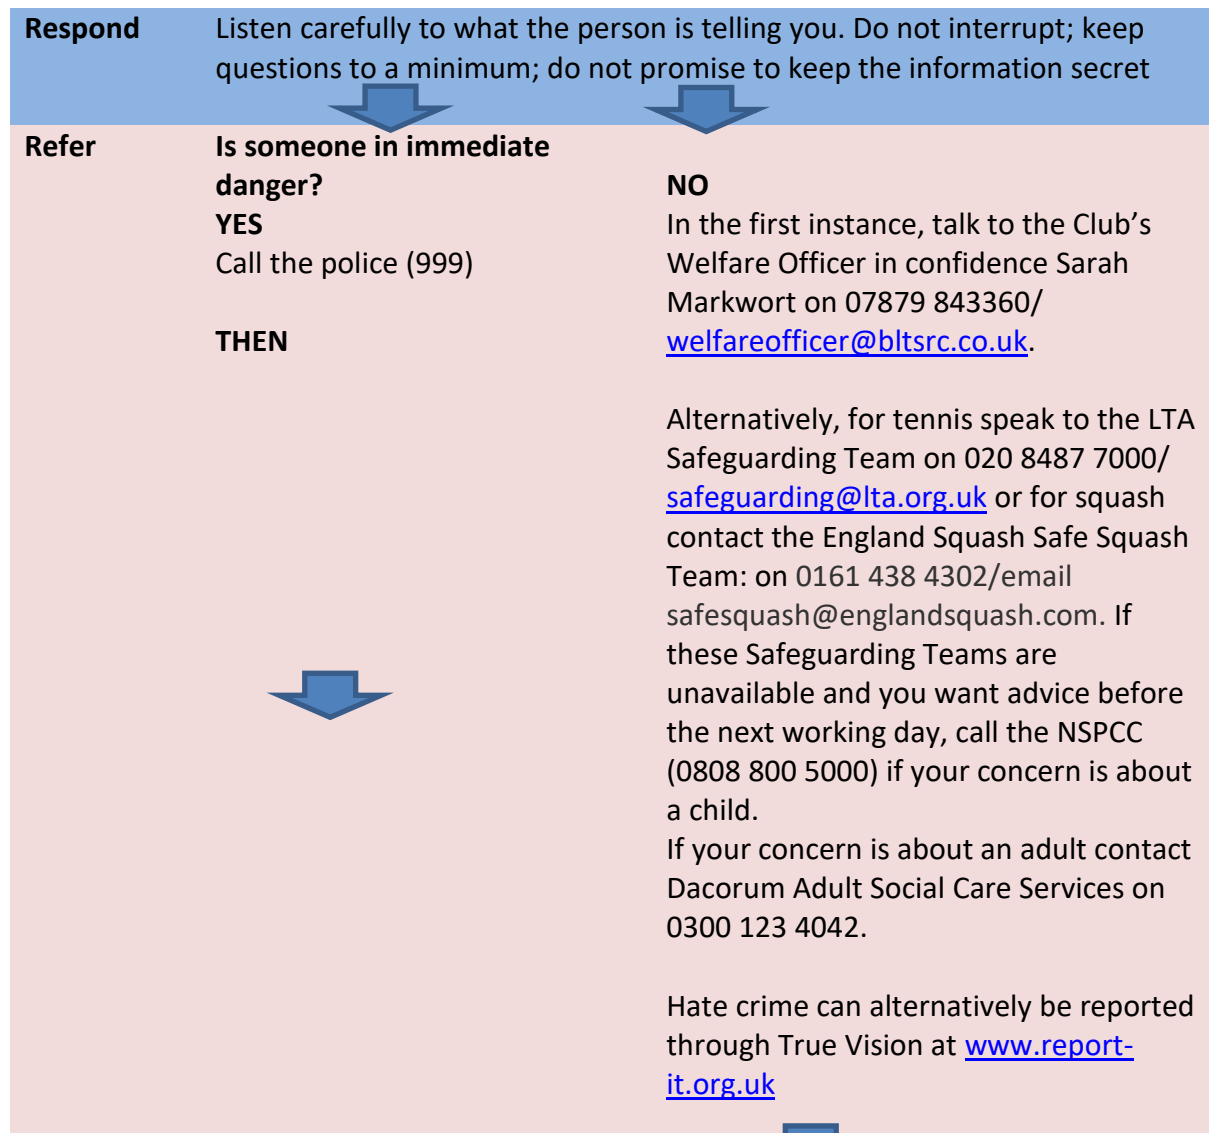 Respond
Listen carefully to what the person is telling you. Do not interrupt; keep
questions to a minimum; do not promise to keep the information secret
Refer
Is someone in immediate
danger?
YES
Call the police (999)
THEN
NO
In the first instance, talk to the Club’s
Welfare Officer in confidence Sarah
Markwort on 07879 843360/
welfareofficer@bltsrc.co.uk.
Alternatively, for tennis speak to the LTA
Safeguarding Team on 020 8487 7000/
safeguarding@lta.org.uk or for squash
contact the England Squash Safe Squash
Team: on 0161 438 4302/email
safesquash@englandsquash.com. If
these Safeguarding Teams are
unavailable and you want advice before
the next working day, call the NSPCC
(0808 800 5000) if your concern is about
a child.
If your concern is about an adult contact
Dacorum Adult Social Care Services on
0300 123 4042.
Hate crime can alternatively be reported
through True Vision at www.report-
it.org.uk